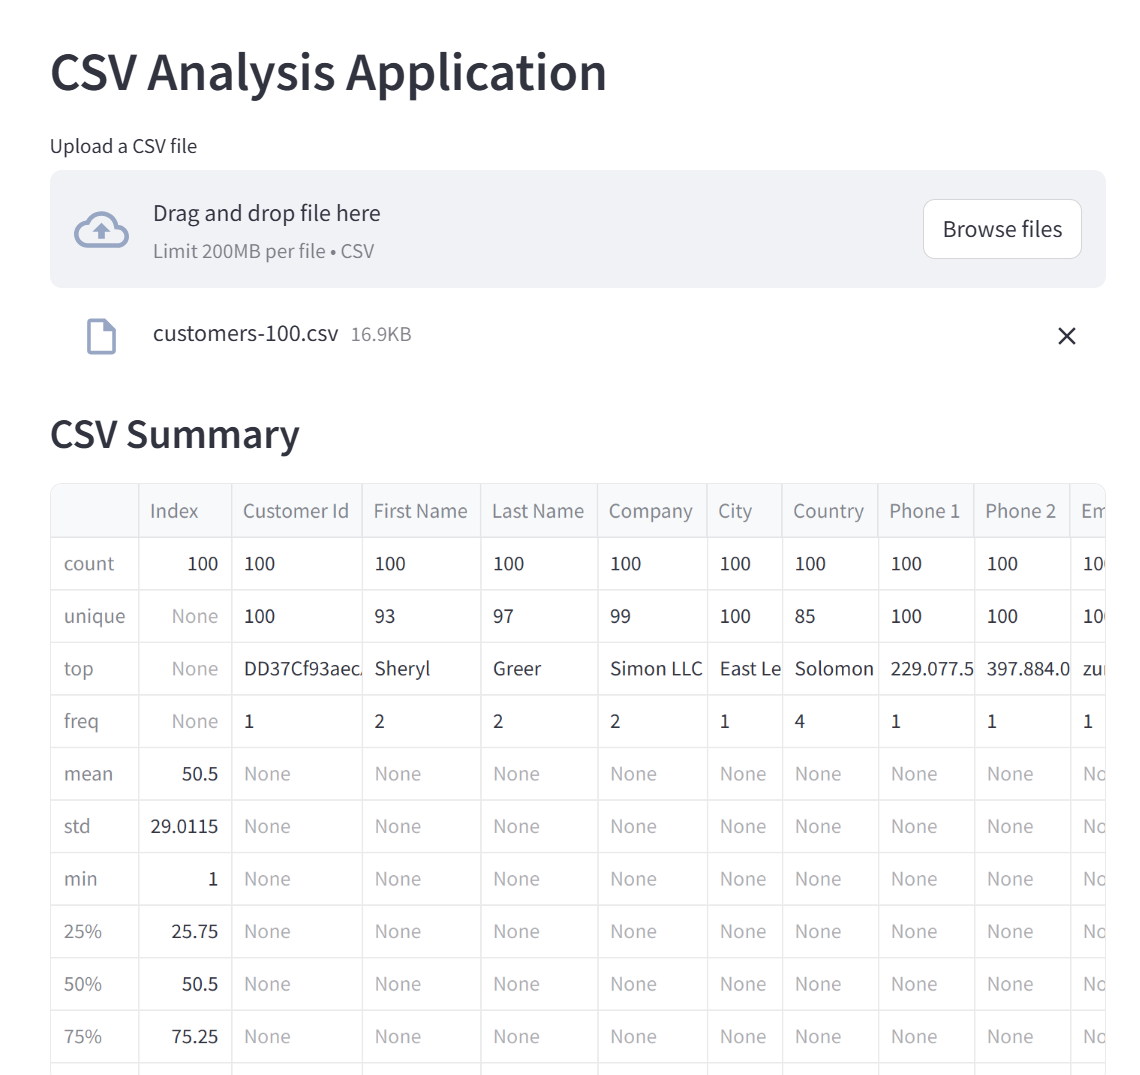 CSV Analysis Application
Upload a CSV file
Drag and drop file here
Limit 200MB per file • CSV
Browse files
customers-100.csv 16.9KB
CSV Summary
Index Customer Id First Name Last Name Company City Country Phone 1 Phone 2 Em
count 100 100 100 100 100 100 100 100 100 10
unique None 100 93 97 99 100 85 100 100 10
top None DD37Cf93aec Sheryl Greer Simon LLC East Le Solomon 229.077.5 397.884.0 zu
freq None 1 2 2 2 1 4 1 1 1
mean 50.5 None None None None None None None None No
std 29.0115 None None None None None None None None No
min 1 None None None None None None None None No
25% 25.75 None None None None None None None None No
50% 50.5 None None None None None None None None No
75% 75.25 None None None None None None None None No